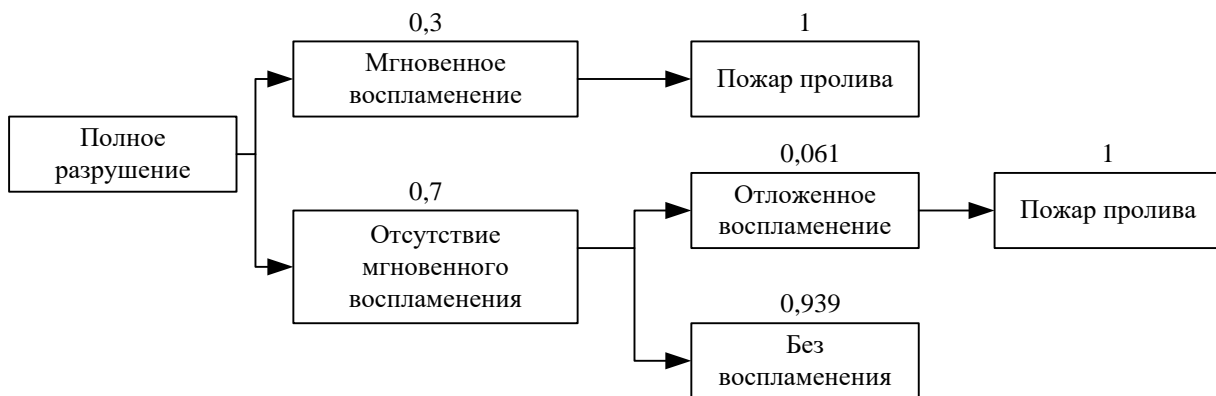 0,3
1
Мгновенное
воспламенение
Пожар пролива
Полное
разрушение
0,7
0,061
1
Отсутствие
мгновенного
воспламенения
Отложенное
воспламенение
Пожар пролива
0,939
Без
воспламенения